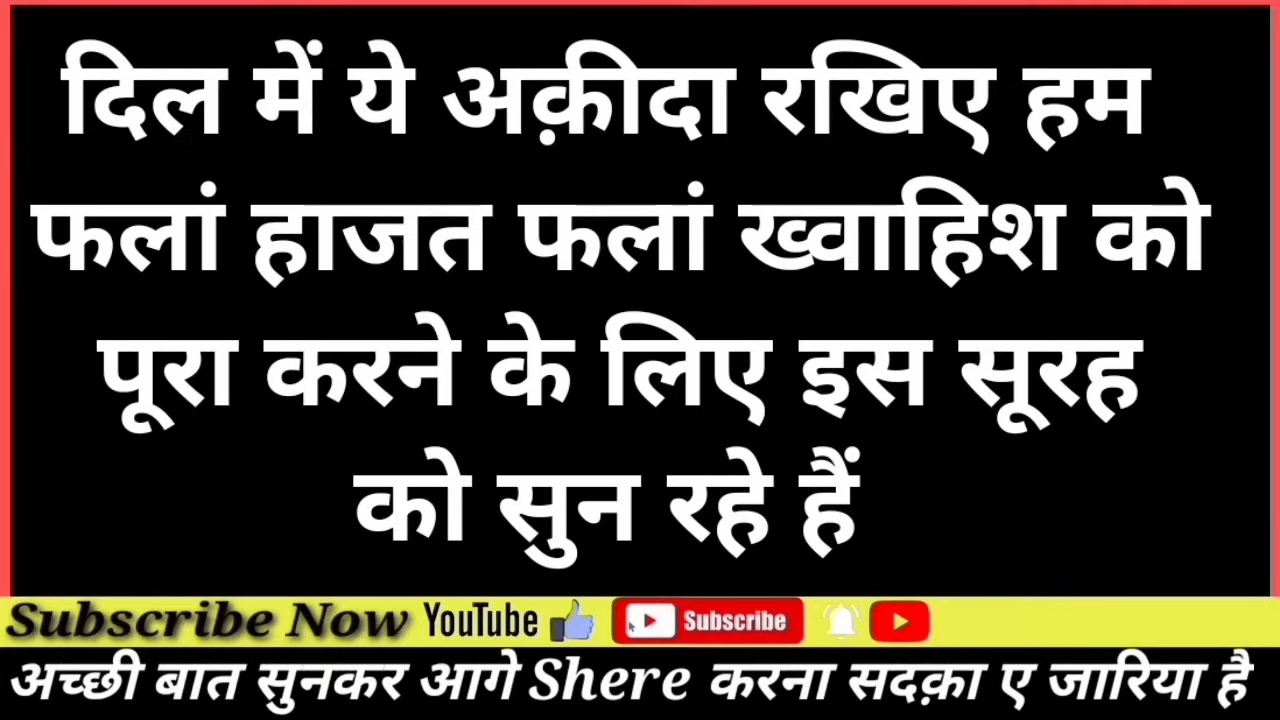 दिल में ये अक़ीदा रखिए हम
फलां हाजत फलां ख्वाहिश को
पूरा करने के लिए इस सूरह
को सुन रहे हैं
Subscribe Now YouTube Subscribe
अच्छी बात सुनकर आगे Shere करना सदक़ा ए जारिया है